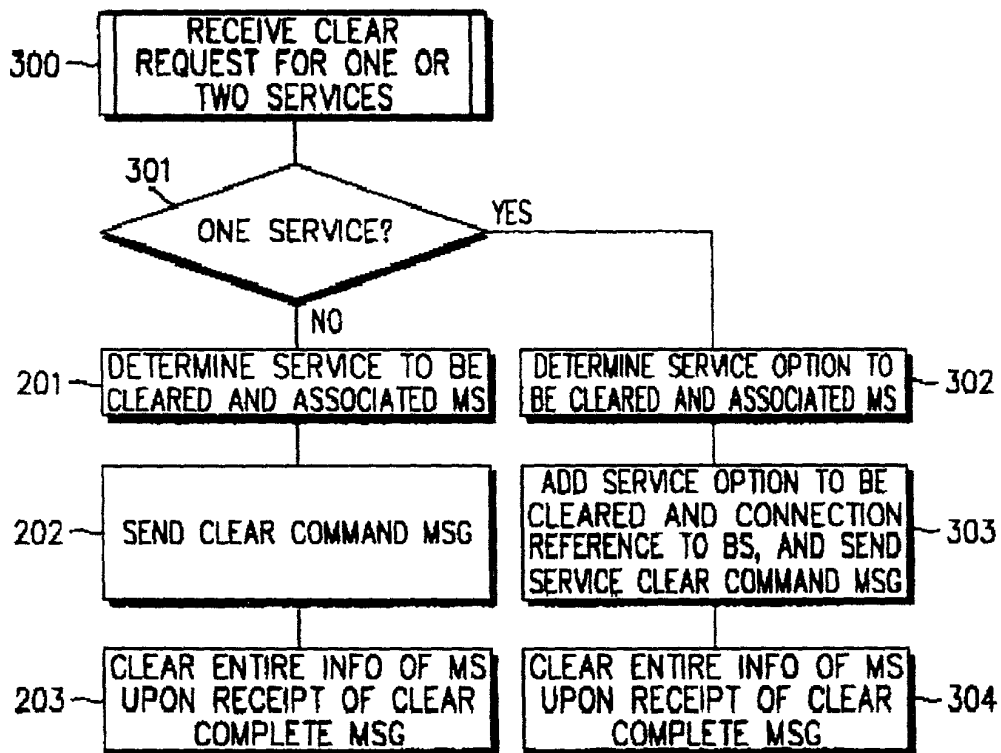 300
RECEIVE CLEAR
REQUEST FOR ONE OR
TWO SERVICES
301
ONE SERVICE?
YES
NO
201
DETERMINE SERVICE TO BE
CLEARED AND ASSOCIATED MS
DETERMINE SERVICE OPTION TO
BE CLEARED AND ASSOCIATED MS
302
202
SEND CLEAR COMMAND MSG
ADD SERVICE OPTION TO BE
CLEARED AND CONNECTION
REFERENCE TO BS, AND SEND
SERVICE CLEAR COMMAND MSG
303
203
CLEAR ENTIRE INFO OF MS
UPON RECEIPT OF CLEAR
COMPLETE MSG
CLEAR ENTIRE INFO OF MS
UPON RECEIPT OF CLEAR
COMPLETE MSG
304